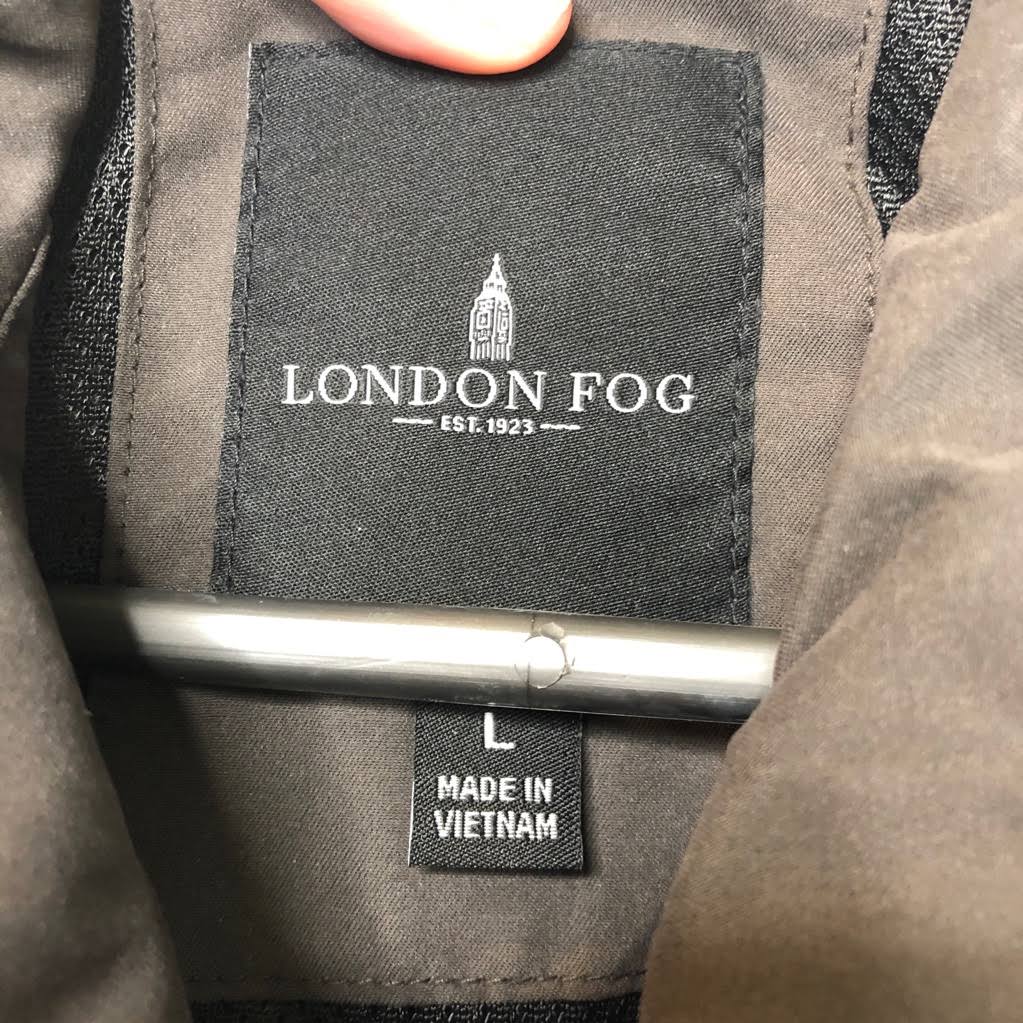 LONDON FOG
EST. 1923
L
MADE IN
VIETNAM